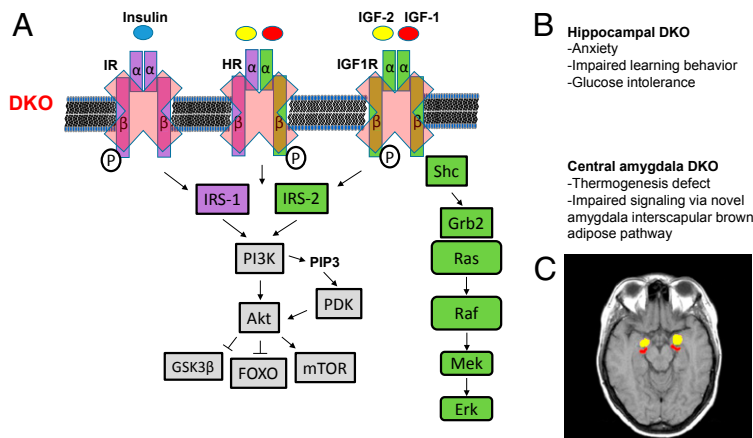 A
Insulin
IGF-2
IGF-1
IR
HR
IGF1R
α
α
α
α
α
α
DKO
β
β
β
β
β
β
P
P
P
Shc
IRS-1
IRS-2
Grb2
PI3K
PIP3
Ras
PDK
Akt
Raf
GSK3β
FOXO
mTOR
Mek
Erk
B
Hippocampal DKO
-Anxiety
-Impaired learning behavior
-Glucose intolerance
Central amygdala DKO
-Thermogenesis defect
-Impaired signaling via novel
amygdala interscapular brown
adipose pathway
C